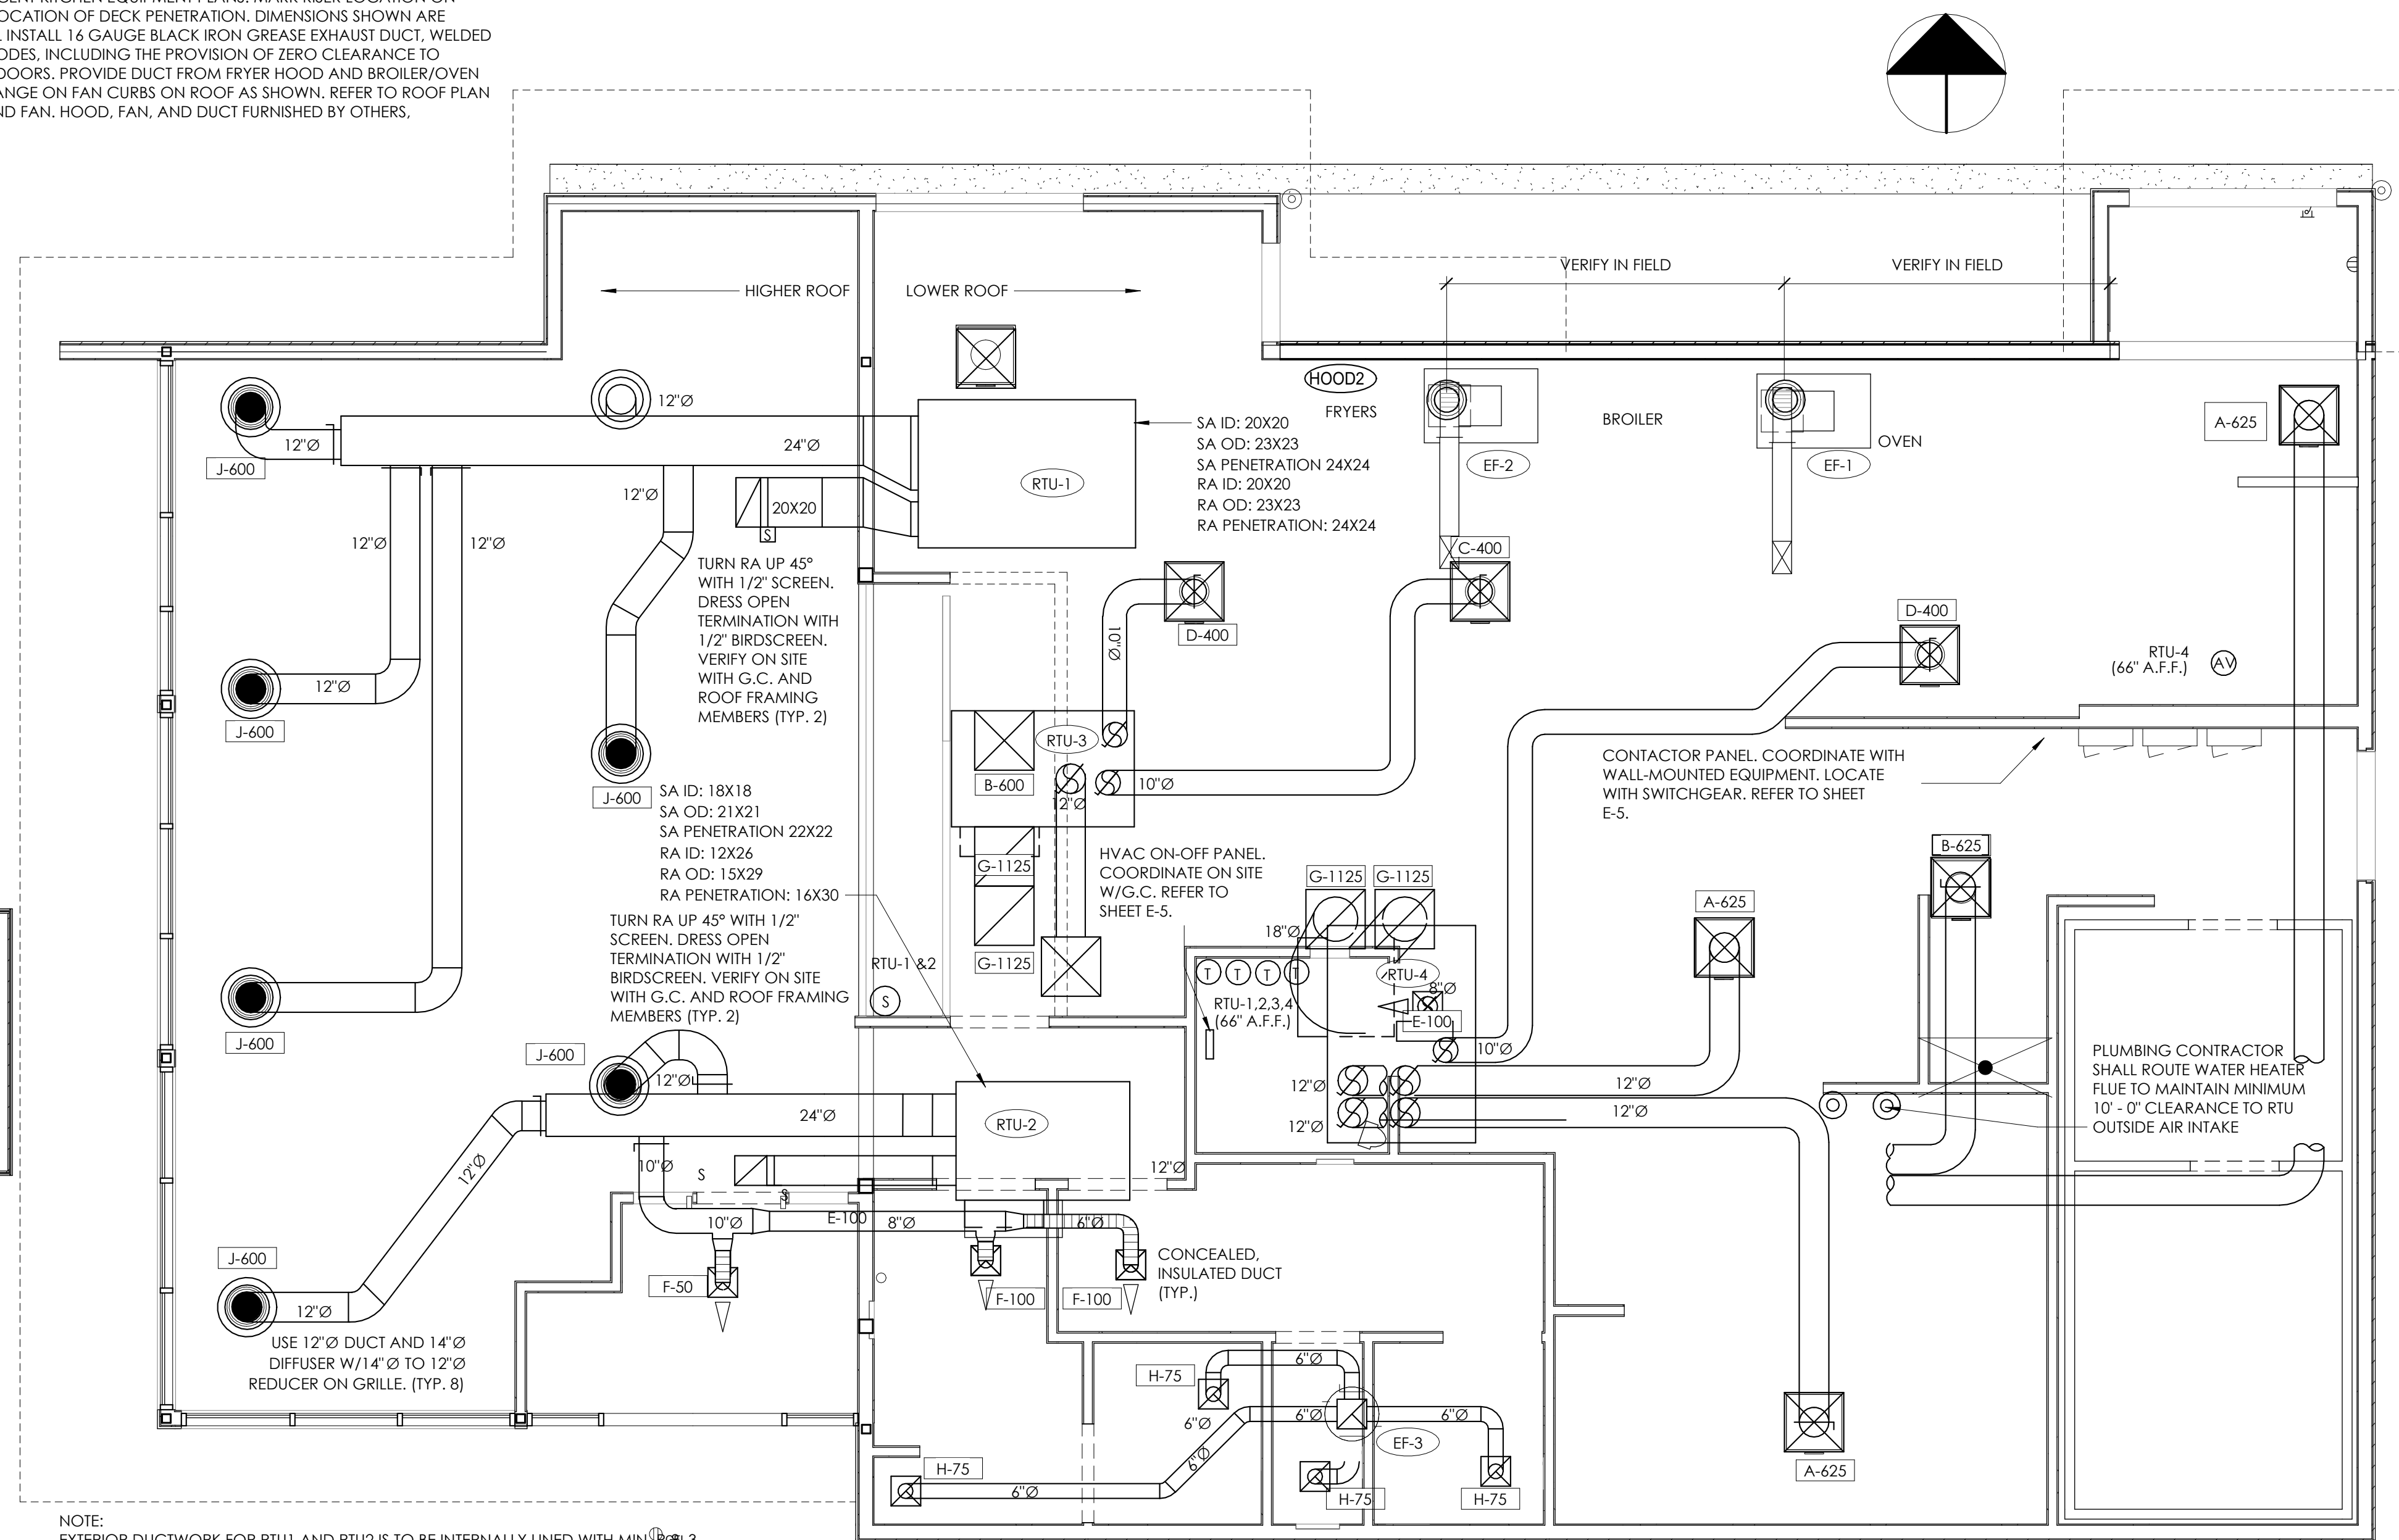 OCATION OF DECK PENETRATION. DIMENSIONS SHOWN ARE
INSTALL 16 GAUGE BLACK IRON GREASE EXHAUST DUCT, WELDED
ODES, INCLUDING THE PROVISION OF ZERO CLEARANCE TO
DOORS. PROVIDE DUCT FROM FRYER HOOD AND BROILER/OVEN
ANGE ON FAN CURBS ON ROOF AS SHOWN. REFER TO ROOF PLAN
ND FAN. HOOD, FAN, AND DUCT FURNISHED BY OTHERS,
VERIFY IN FIELD
VERIFY IN FIELD
HIGHER ROOF
LOWER ROOF
12"Ø
HOOD2
FRYERS
BROILER
OVEN
EF-2
EF-1
A-625
J-600
12"Ø
24"Ø
12"Ø
20X20
S
RTU-1
SA ID: 20X20
SA OD: 23X23
SA PENETRATION 24X24
RA ID: 20X20
RA OD: 23X23
RA PENETRATION: 24X24
12"Ø
12"Ø
C-400
TURN RA UP 45°
WITH 1/2" SCREEN.
DRESS OPEN
TERMINATION WITH
1/2" BIRDSCREEN.
VERIFY ON SITE
WITH G.C. AND
ROOF FRAMING
MEMBERS (TYP. 2)
10"Ø
D-400
D-400
RTU-4
(66" A.F.F.)
AV
12"Ø
J-600
J-600
RTU-3
B-600
12"Ø
10"Ø
CONTACTOR PANEL. COORDINATE WITH
WALL-MOUNTED EQUIPMENT. LOCATE
WITH SWITCHGEAR. REFER TO SHEET
E-5.
SA ID: 18X18
SA OD: 21X21
SA PENETRATION 22X22
RA ID: 12X26
RA OD: 15X29
RA PENETRATION: 16X30
TURN RA UP 45° WITH 1/2"
SCREEN. DRESS OPEN
TERMINATION WITH 1/2"
BIRDSCREEN. VERIFY ON SITE
WITH G.C. AND ROOF FRAMING
MEMBERS (TYP. 2)
G-1125
G-1125
HVAC ON-OFF PANEL.
COORDINATE ON SITE
W/G.C. REFER TO
SHEET E-5.
G-1125
G-1125
B-625
A-625
18"Ø
RTU-1 &2
S
T
T
T
T
RTU-1,2,3,4
(66" A.F.F.)
RTU-4
8"Ø
E-100
10"Ø
J-600
J-600
12"Ø
24"Ø
RTU-2
12"Ø
12"Ø
12"Ø
12"Ø
PLUMBING CONTRACTOR
SHALL ROUTE WATER HEATER
FLUE TO MAINTAIN MINIMUM
10' - 0" CLEARANCE TO RTU
OUTSIDE AIR INTAKE
12"Ø
10"Ø
S
S
12"Ø
10"Ø
E-100
8"Ø
6"Ø
J-600
12"Ø
F-50
F-100
F-100
CONCEALED,
INSULATED DUCT
(TYP.)
USE 12"Ø DUCT AND 14"Ø
DIFFUSER W/14"Ø TO 12"Ø
REDUCER ON GRILLE. (TYP. 8)
H-75
6"Ø
6"Ø
6"Ø
6"Ø
EF-3
6"Ø
H-75
6"Ø
H-75
H-75
A-625
NOTE:
EXTERIOR DUCTWORK FOR RTU1 AND RTU2 IS TO BE INTERNALLY LINED WITH MIN.